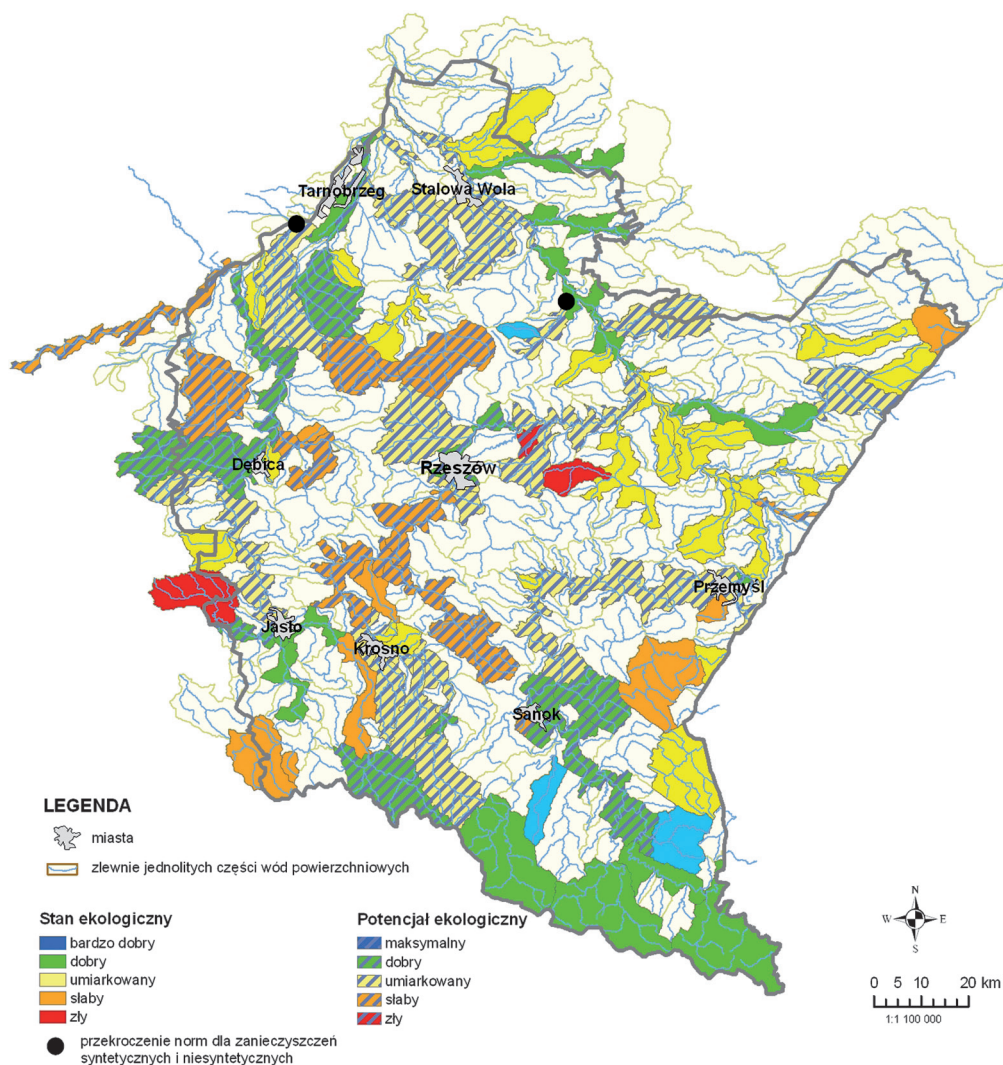 Tarnobrzeg
Stalowa Wola
Dębica
Rzeszów
Przemyśl
Jasło
Krosno
Sanok
LEGENDA
miasta
zlewnie jednolitych części wód powierzchniowych
Stan ekologiczny
bardzo dobry
dobry
umiarkowany
słaby
zły
przekroczenie norm dla zanieczyszczeń
syntetycznych i niesyntetycznych
Potencjał ekologiczny
maksymalny
dobry
umiarkowany
słaby
zły
N
W E
S
0 5 10 20 km
1:1 100 000